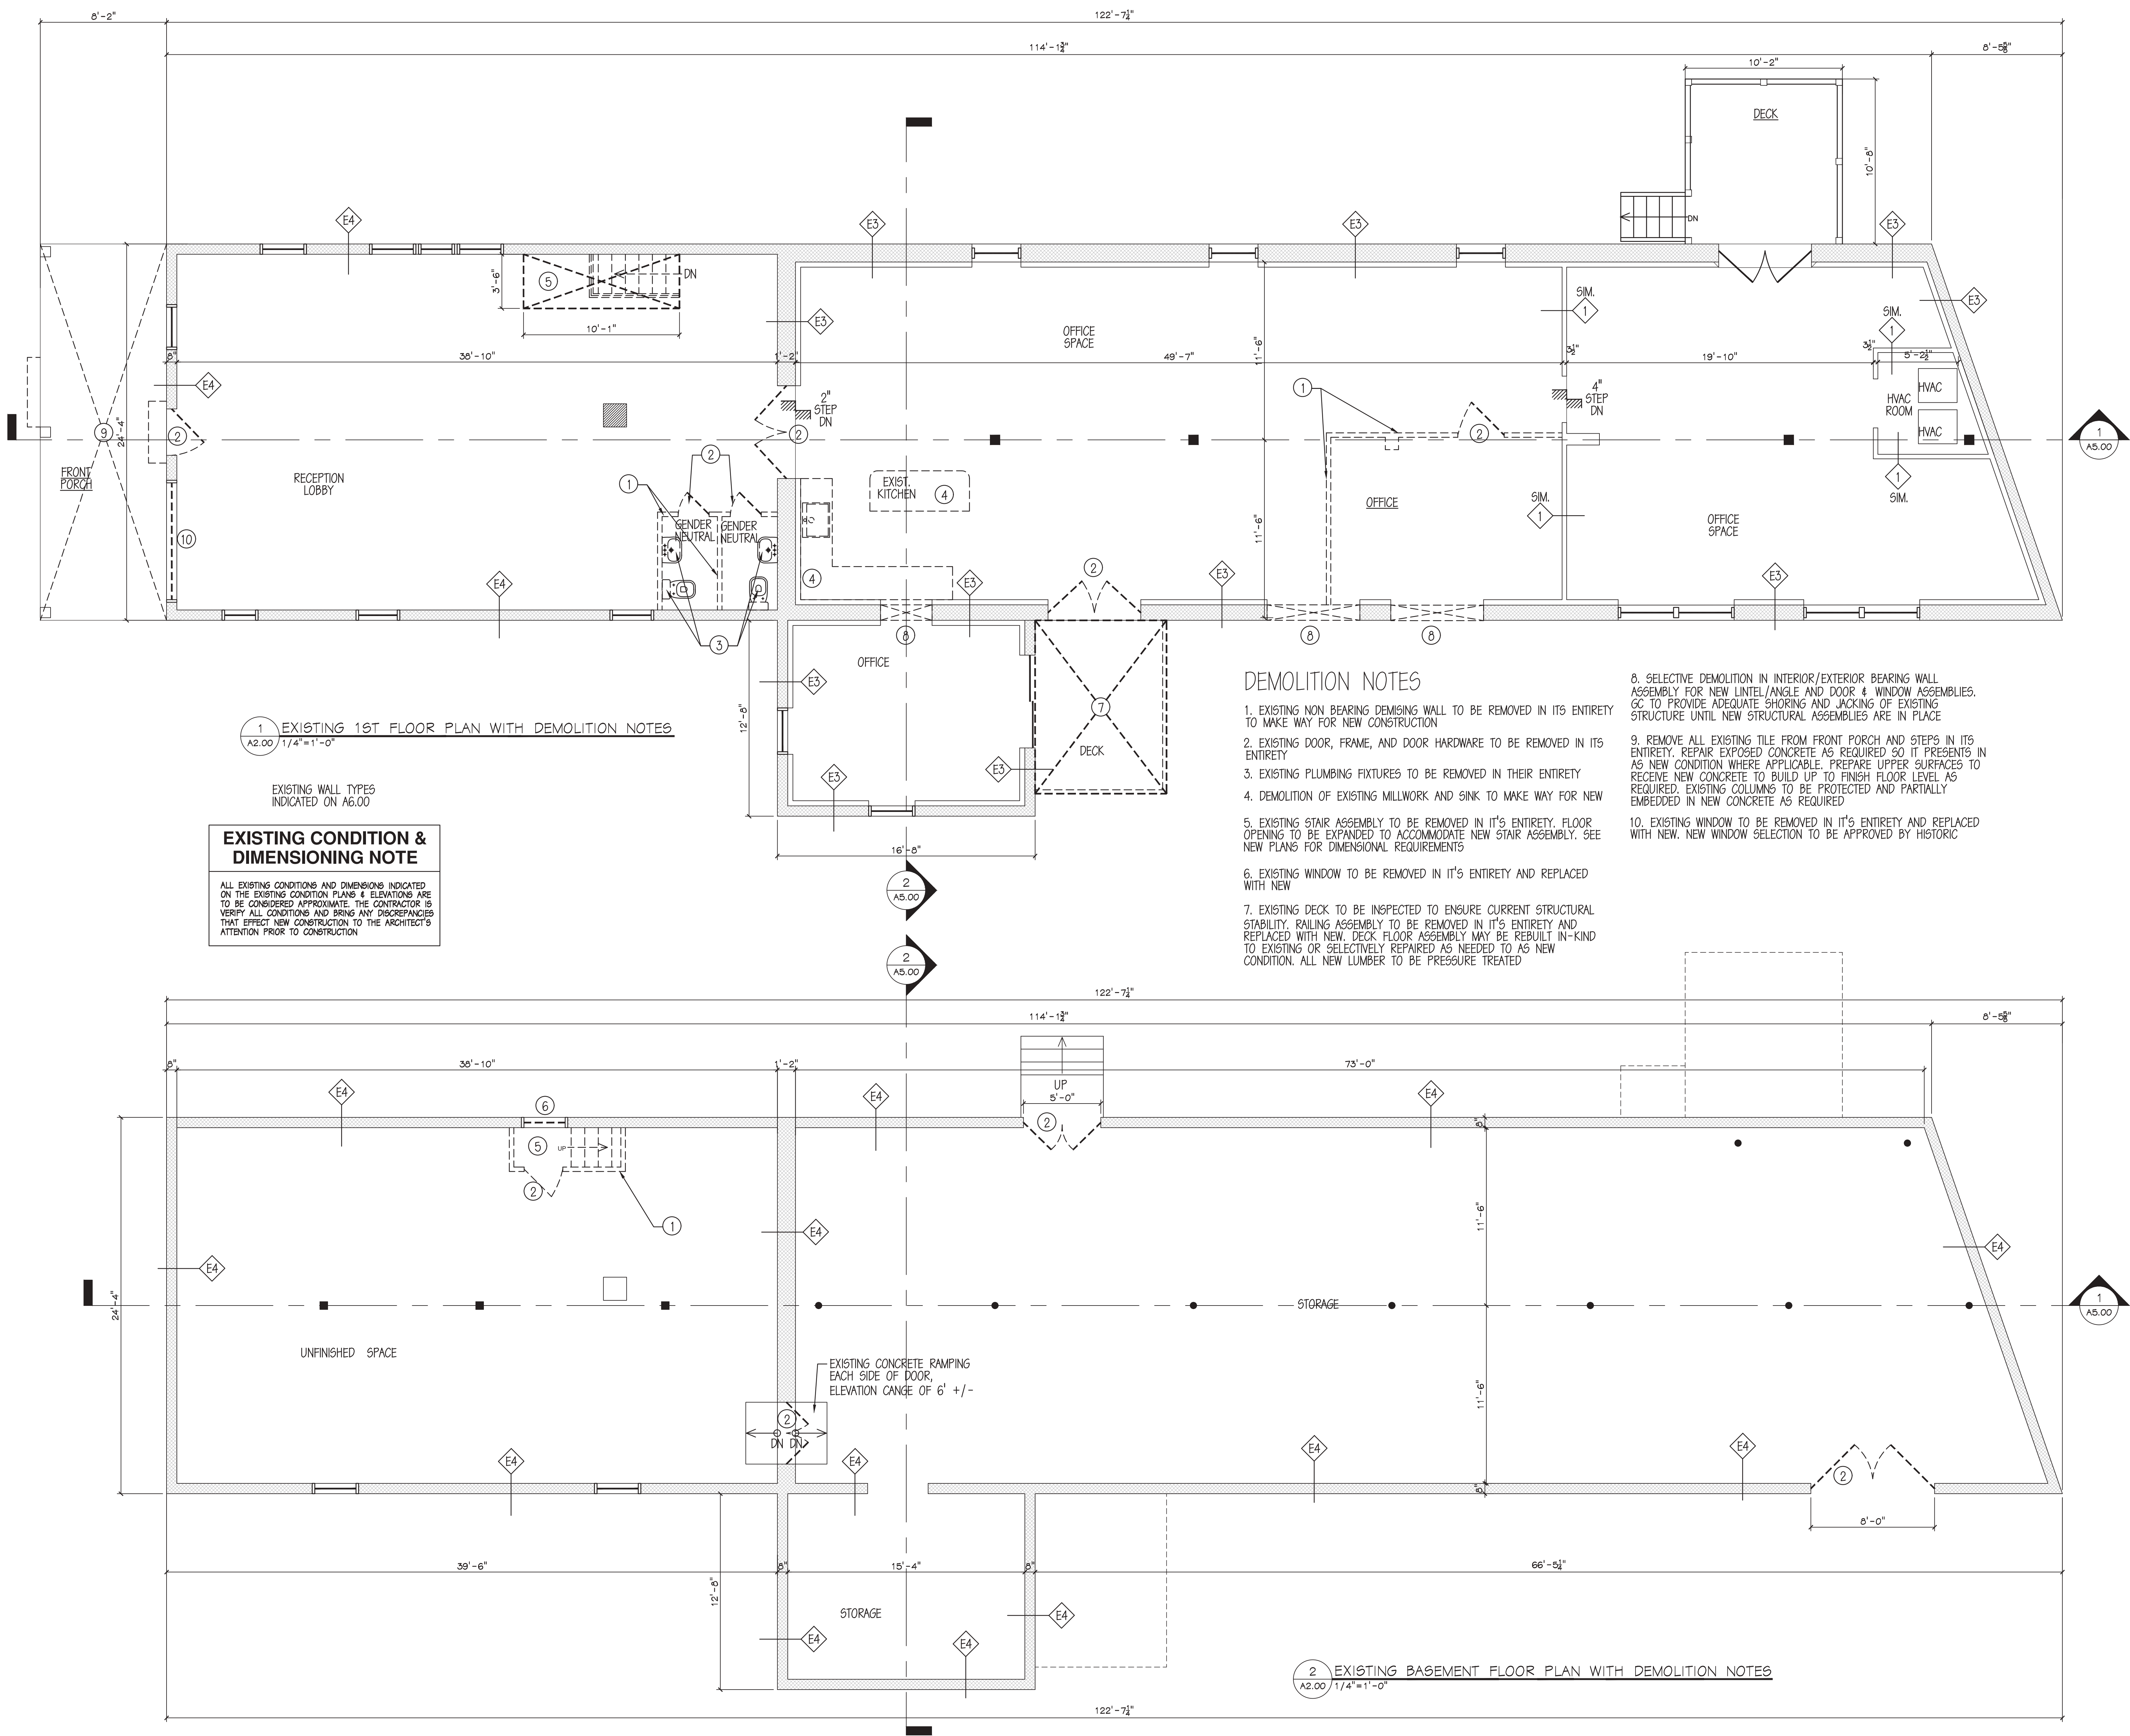 8'-2"
122'-7¼"
114'-1¾"
8'-5⅝"
10'-2"
DECK
10'-8"
DN
E4
E3
E3
E3
3'-6"
5
DN
10'-1"
E3
OFFICE
SPACE
11'-6"
SIM.
1
SIM.
1
E3
8"
38'-10"
1'-2"
49'-7"
3½"
19'-10"
3½"
5'-2½"
E4
2"
STEP
DN
1
4"
STEP
DN
HVAC
HVAC
ROOM
HVAC
9
24'-4"
2
2
2
1
A5.00
FRONT
PORCH
RECEPTION
LOBBY
2
1
EXIST.
KITCHEN
4
OFFICE
SIM.
1
1
SIM.
10
GENDER
NEUTRAL
GENDER
NEUTRAL
11'-6"
OFFICE
SPACE
E4
4
E3
2
E3
E3
3
8
8
8
OFFICE
E3
12'-8"
7
DECK
E3
E3
16'-8"
1
A2.00
EXISTING 1ST FLOOR PLAN WITH DEMOLITION NOTES
1/4"=1'-0"
EXISTING WALL TYPES
INDICATED ON A6.00
EXISTING CONDITION &
DIMENSIONING NOTE
ALL EXISTING CONDITIONS AND DIMENSIONS INDICATED
ON THE EXISTING CONDITION PLANS & ELEVATIONS ARE
TO BE CONSIDERED APPROXIMATE. THE CONTRACTOR IS
VERIFY ALL CONDITIONS AND BRING ANY DISCREPANCIES
THAT EFFECT NEW CONSTRUCTION TO THE ARCHITECT'S
ATTENTION PRIOR TO CONSTRUCTION
2
A5.00
2
A5.00
DEMOLITION NOTES
1. EXISTING NON BEARING DEMISING WALL TO BE REMOVED IN ITS ENTIRETY
TO MAKE WAY FOR NEW CONSTRUCTION
2. EXISTING DOOR, FRAME, AND DOOR HARDWARE TO BE REMOVED IN ITS
ENTIRETY
3. EXISTING PLUMBING FIXTURES TO BE REMOVED IN THEIR ENTIRETY
4. DEMOLITION OF EXISTING MILLWORK AND SINK TO MAKE WAY FOR NEW
5. EXISTING STAIR ASSEMBLY TO BE REMOVED IN IT'S ENTIRETY. FLOOR
OPENING TO BE EXPANDED TO ACCOMMODATE NEW STAIR ASSEMBLY. SEE
NEW PLANS FOR DIMENSIONAL REQUIREMENTS
6. EXISTING WINDOW TO BE REMOVED IN IT'S ENTIRETY AND REPLACED
WITH NEW
7. EXISTING DECK TO BE INSPECTED TO ENSURE CURRENT STRUCTURAL
STABILITY. RAILING ASSEMBLY TO BE REMOVED IN IT'S ENTIRETY AND
REPLACED WITH NEW. DECK FLOOR ASSEMBLY MAY BE REBUILT IN-KIND
TO EXISTING OR SELECTIVELY REPAIRED AS NEEDED TO AS NEW
CONDITION. ALL NEW LUMBER TO BE PRESSURE TREATED
8. SELECTIVE DEMOLITION IN INTERIOR/EXTERIOR BEARING WALL
ASSEMBLY FOR NEW LINTEL/ANGLE AND DOOR & WINDOW ASSEMBLIES.
GC TO PROVIDE ADEQUATE SHORING AND JACKING OF EXISTING
STRUCTURE UNTIL NEW STRUCTURAL ASSEMBLIES ARE IN PLACE
9. REMOVE ALL EXISTING TILE FROM FRONT PORCH AND STEPS IN ITS
ENTIRETY. REPAIR EXPOSED CONCRETE AS REQUIRED SO IT PRESENTS IN
AS NEW CONDITION WHERE APPLICABLE. PREPARE UPPER SURFACES TO
RECEIVE NEW CONCRETE TO BUILD UP TO FINISH FLOOR LEVEL AS
REQUIRED. EXISTING COLUMNS TO BE PROTECTED AND PARTIALLY
EMBEDDED IN NEW CONCRETE AS REQUIRED
10. EXISTING WINDOW TO BE REMOVED IN IT'S ENTIRETY AND REPLACED
WITH NEW. NEW WINDOW SELECTION TO BE APPROVED BY HISTORIC
122'-7¼"
114'-1¾"
8'-5⅝"
8"
38'-10"
1'-2"
73'-0"
E4
6
E4
UP
5'-0"
2
E4
8"
5
UP
2
1
E4
11'-6"
E4
E4
24'-4"
STORAGE
1
A5.00
UNFINISHED SPACE
EXISTING CONCRETE RAMPING
EACH SIDE OF DOOR,
ELEVATION CANGE OF 6' +/-
11'-6"
2
DN DN
E4
E4
E4
E4
2
8"
8'-0"
39'-6"
8"
15'-4"
8"
66'-5¼"
12'-8"
STORAGE
E4
E4
E4
2
A2.00
EXISTING BASEMENT FLOOR PLAN WITH DEMOLITION NOTES
1/4"=1'-0"
122'-7¼"